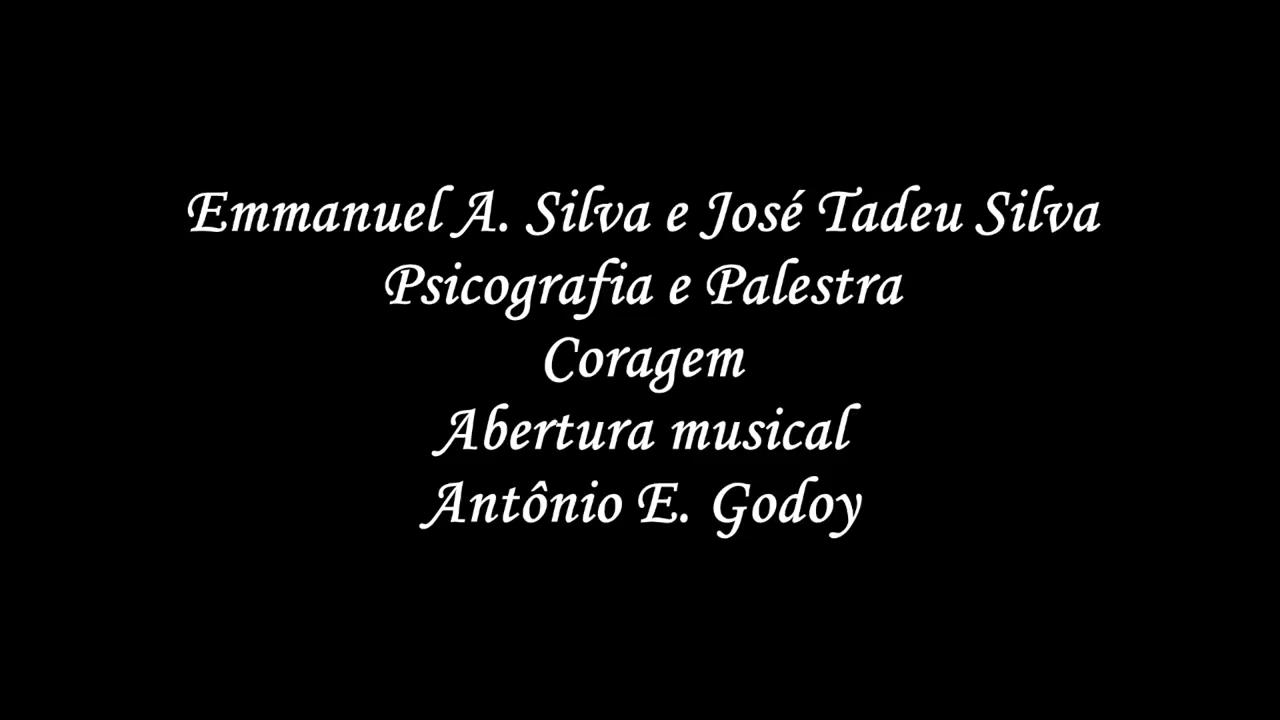 Emmanuel A. Silva e José Tadeu Silva
Psicografia e Palestra
Coragem
Abertura musical
Antônio E. Godoy